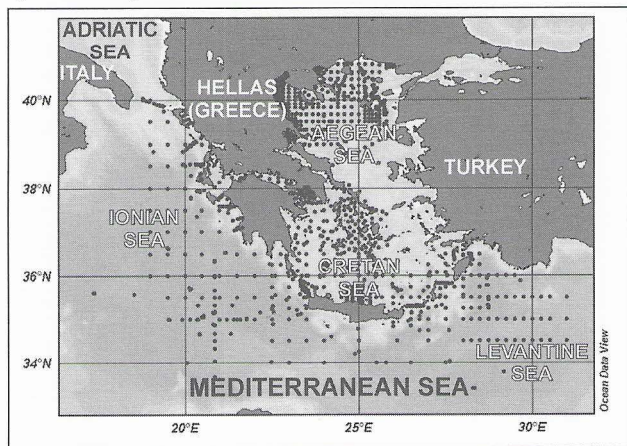 ADRIATIC
SEA
ITALY
HELLAS
(GREECE)
AEGEAN
SEA
TURKEY
IONIAN
SEA
CRETAN
SEA
LEVANTINE
SEA
MEDITERRANEAN SEA
40°N
38°N
36°N
34°N
20°E
25°E
30°E
Ocean Data View